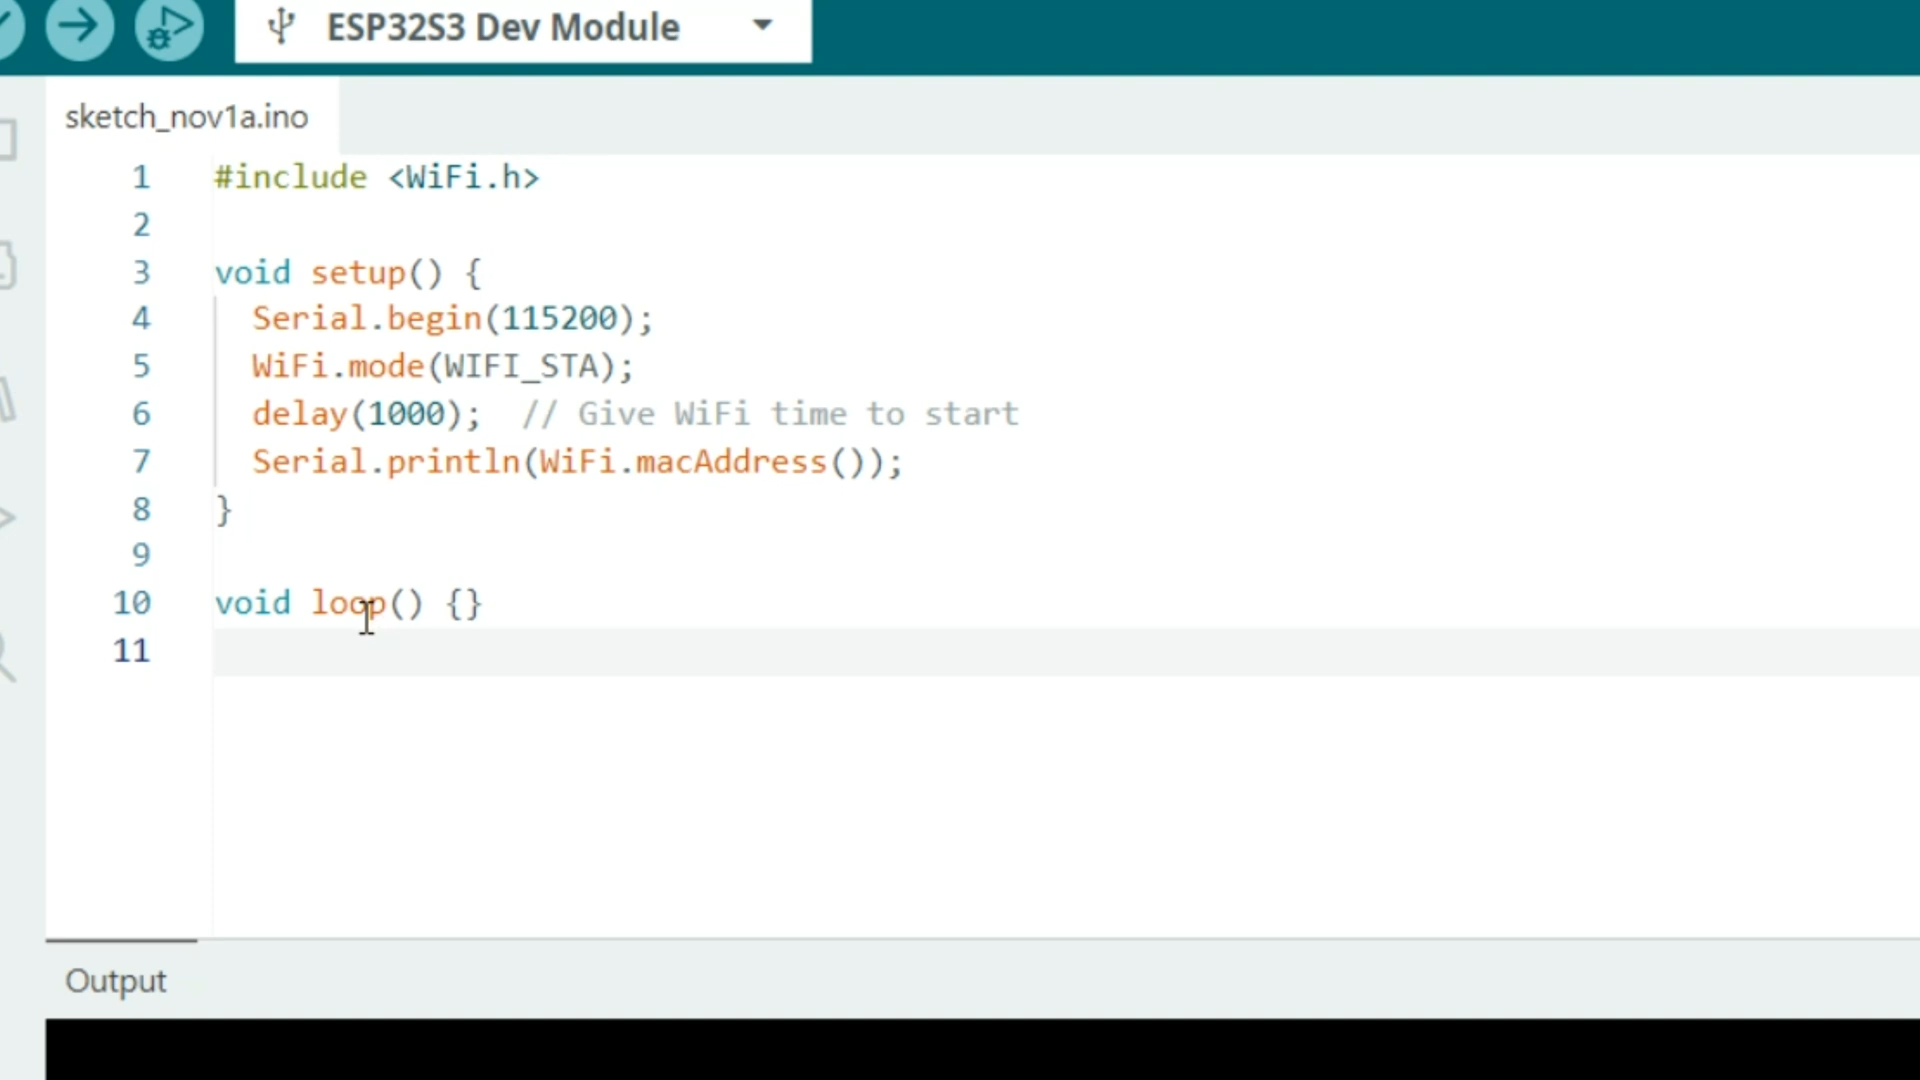 ESP32S3 Dev Module
sketch_nov1a.ino
1 #include <WiFi.h>
2
3 void setup() {
4   Serial.begin(115200);
5   WiFi.mode(WIFI_STA);
6   delay(1000);  // Give WiFi time to start
7   Serial.println(WiFi.macAddress());
8 }
9
10 void loop() {}
11
Output